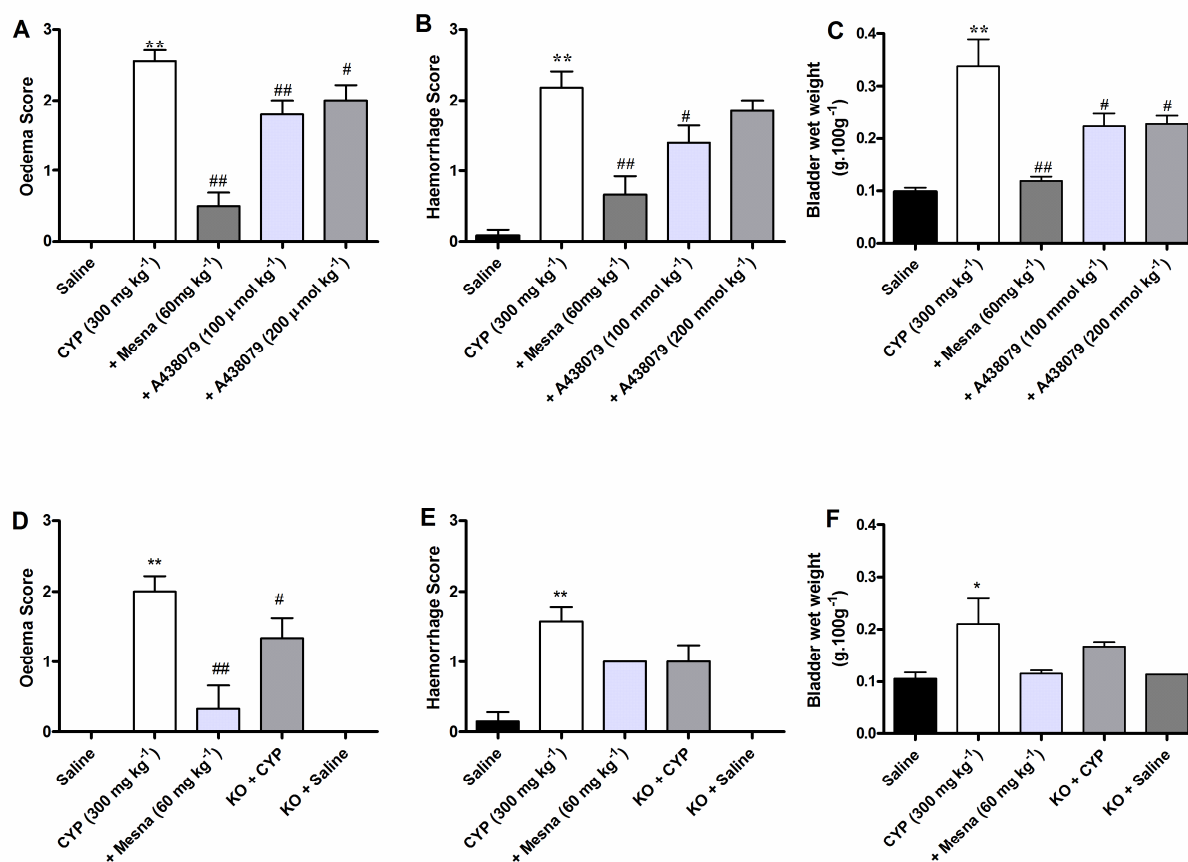 A
Oedema Score
3
2
1
0
**
##
##
#
Saline
CYP (300 mg kg⁻¹)
+ Mesna (60mg kg⁻¹)
+ A438079 (100 μ mol kg⁻¹)
+ A438079 (200 μ mol kg⁻¹)
B
Haemorrhage Score
3
2
1
0
**
##
#
Saline
CYP (300 mg kg⁻¹)
+ Mesna (60mg kg⁻¹)
+ A438079 (100 mmol kg⁻¹)
+ A438079 (200 mmol kg⁻¹)
C
Bladder wet weight
(g.100g⁻¹)
0.4
0.3
0.2
0.1
0.0
**
##
#
#
Saline
CYP (300 mg kg⁻¹)
+ Mesna (60mg kg⁻¹)
+ A438079 (100 mmol kg⁻¹)
+ A438079 (200 mmol kg⁻¹)
D
Oedema Score
3
2
1
0
**
##
#
Saline
CYP (300 mg kg⁻¹)
+ Mesna (60 mg kg⁻¹)
KO + CYP
KO + Saline
E
Haemorrhage Score
3
2
1
0
**
Saline
CYP (300 mg kg⁻¹)
+ Mesna (60 mg kg⁻¹)
KO + CYP
KO + Saline
F
Bladder wet weight
(g.100g⁻¹)
0.4
0.3
0.2
0.1
0.0
*
Saline
CYP (300 mg kg⁻¹)
+ Mesna (60 mg kg⁻¹)
KO + CYP
KO + Saline